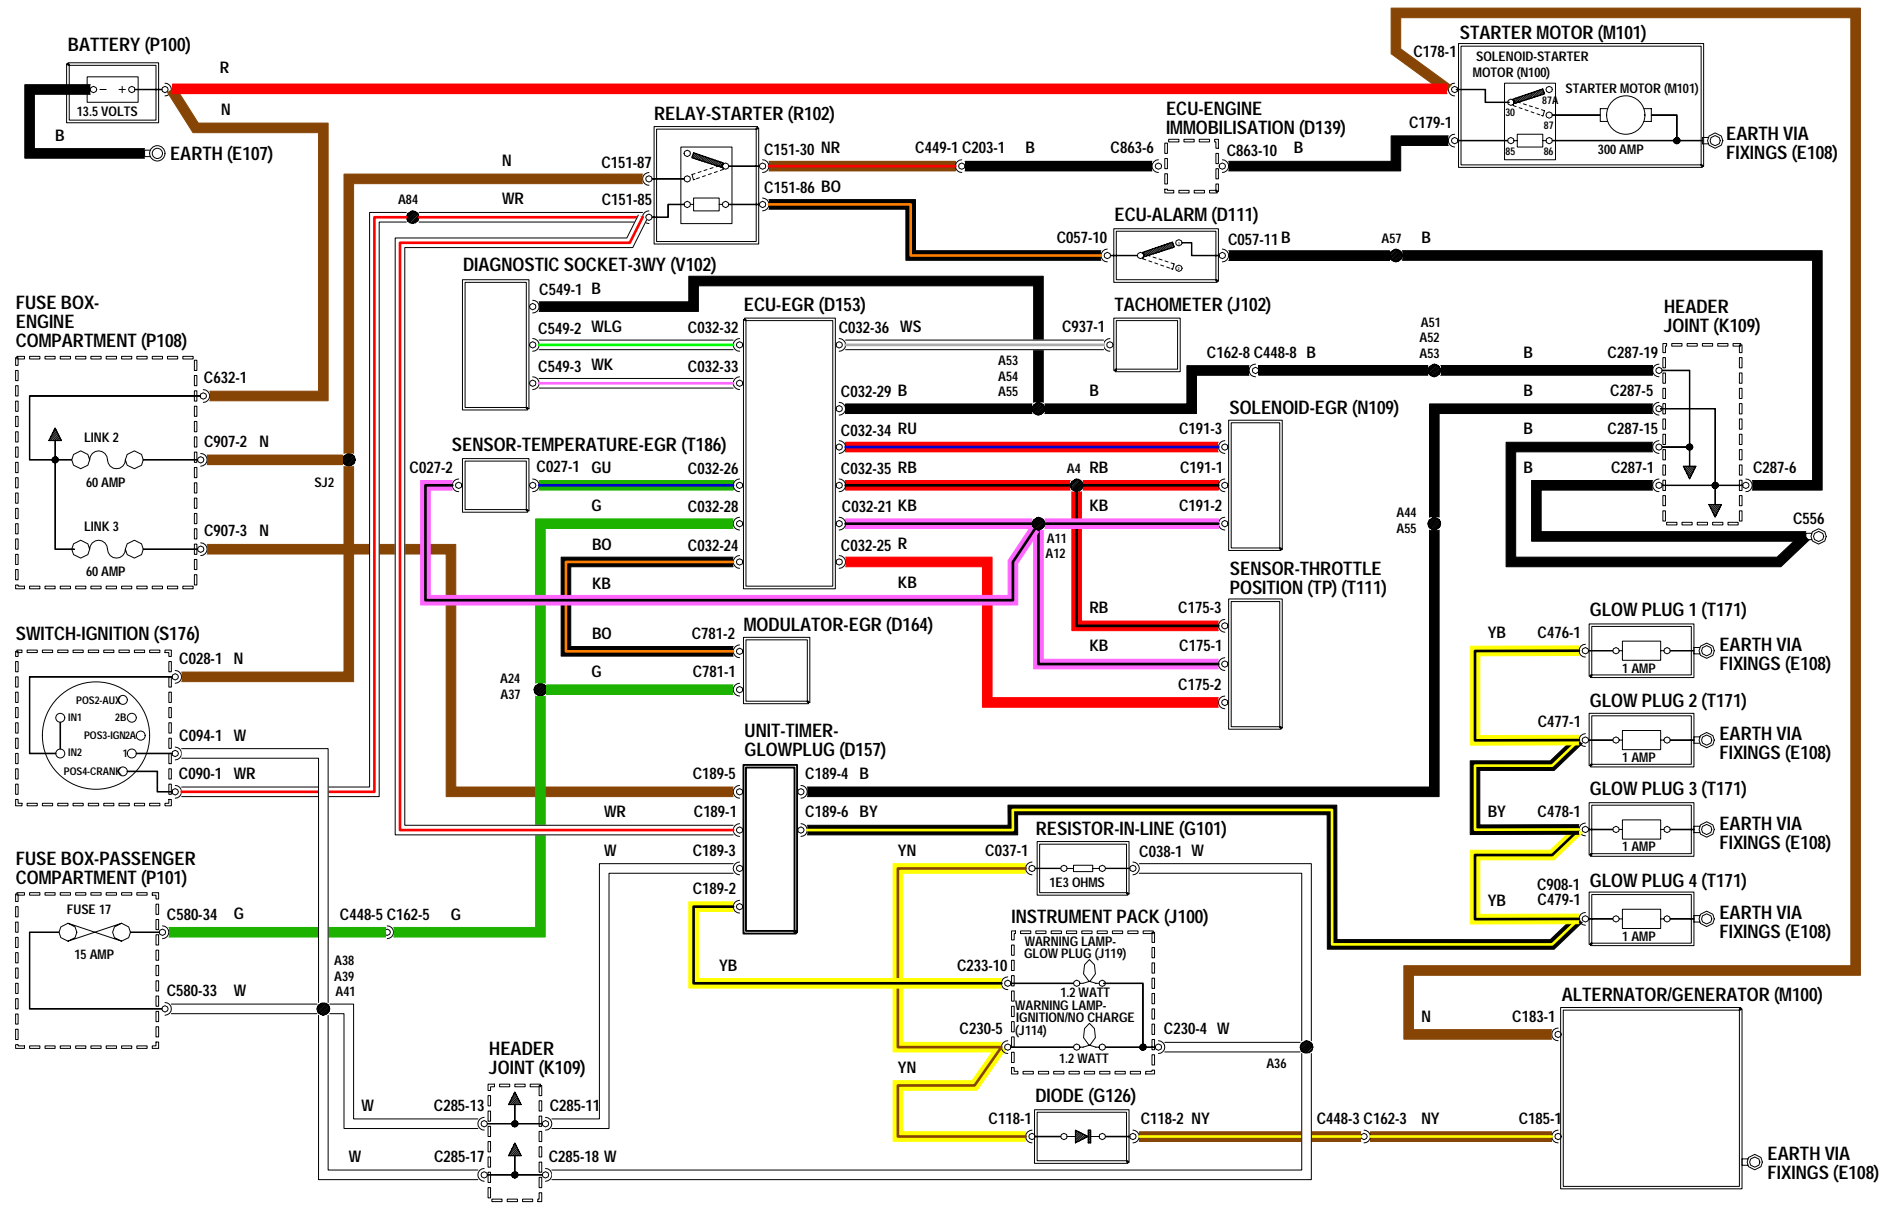 BATTERY (P100)
R
N
13.5 VOLTS
B
EARTH (E107)
RELAY-STARTER (R102)
N
C151-87
C151-30 NR
C151-86 BO
C151-85
WR
A84
C449-1 C203-1 B
ECU-ENGINE
IMMOBILISATION (D139)
C863-6
C863-10 B
C178-1
C179-1
STARTER MOTOR (M101)
SOLENOID-STARTER
MOTOR (N100)
STARTER MOTOR (M101)
87A
30
87
85
86
300 AMP
EARTH VIA
FIXINGS (E108)
ECU-ALARM (D111)
C057-10
C057-11 B
A57
B
DIAGNOSTIC SOCKET-3WY (V102)
C549-1 B
C549-2 WLG
C549-3 WK
ECU-EGR (D153)
C032-32
C032-33
C032-26
C032-28
C032-24
C032-36 WS
C032-29 B
C032-34 RU
C032-35 RB
C032-21 KB
C032-25 R
TACHOMETER (J102)
C937-1
A53
A54
A55
B
C162-8 C448-8 B
A51
A52
A53
HEADER
JOINT (K109)
B
C287-19
B
C287-5
B
C287-15
B
C287-1
C287-6
C556
A44
A55
FUSE BOX-
ENGINE
COMPARTMENT (P108)
C632-1
LINK 2
60 AMP
C907-2 N
SJ2
LINK 3
60 AMP
C907-3 N
SENSOR-TEMPERATURE-EGR (T186)
C027-2
C027-1 GU
G
BO
KB
KB
BO
G
A24
A37
SOLENOID-EGR (N109)
C191-3
A4
RB
C191-1
KB
C191-2
A11
A12
SENSOR-THROTTLE
POSITION (TP) (T111)
RB
C175-3
KB
C175-1
C175-2
MODULATOR-EGR (D164)
C781-2
C781-1
SWITCH-IGNITION (S176)
C028-1 N
POS2-AUX
IN1
2B
POS3-IGN2A
IN2
1
POS4-CRANK
C094-1 W
C090-1 WR
UNIT-TIMER-
GLOWPLUG (D157)
C189-5
C189-4 B
WR
C189-1
C189-6 BY
W
C189-3
C189-2
YB
GLOW PLUG 1 (T171)
YB
C476-1
1 AMP
EARTH VIA
FIXINGS (E108)
GLOW PLUG 2 (T171)
C477-1
1 AMP
EARTH VIA
FIXINGS (E108)
GLOW PLUG 3 (T171)
BY
C478-1
1 AMP
EARTH VIA
FIXINGS (E108)
GLOW PLUG 4 (T171)
YB
C908-1
C479-1
1 AMP
EARTH VIA
FIXINGS (E108)
FUSE BOX-PASSENGER
COMPARTMENT (P101)
FUSE 17
15 AMP
C580-34 G
C448-5 C162-5 G
C580-33 W
A38
A39
A41
RESISTOR-IN-LINE (G101)
YN
C037-1
C038-1 W
1E3 OHMS
INSTRUMENT PACK (J100)
WARNING LAMP-
GLOW PLUG (J119)
C233-10
1.2 WATT
WARNING LAMP-
IGNITION/NO CHARGE
(J114)
C230-5
C230-4 W
1.2 WATT
A36
YN
DIODE (G126)
C118-1
C118-2 NY
C448-3 C162-3 NY
C185-1
ALTERNATOR/GENERATOR (M100)
N
C183-1
EARTH VIA
FIXINGS (E108)
HEADER
JOINT (K109)
W
C285-13
C285-11
W
C285-17
C285-18 W